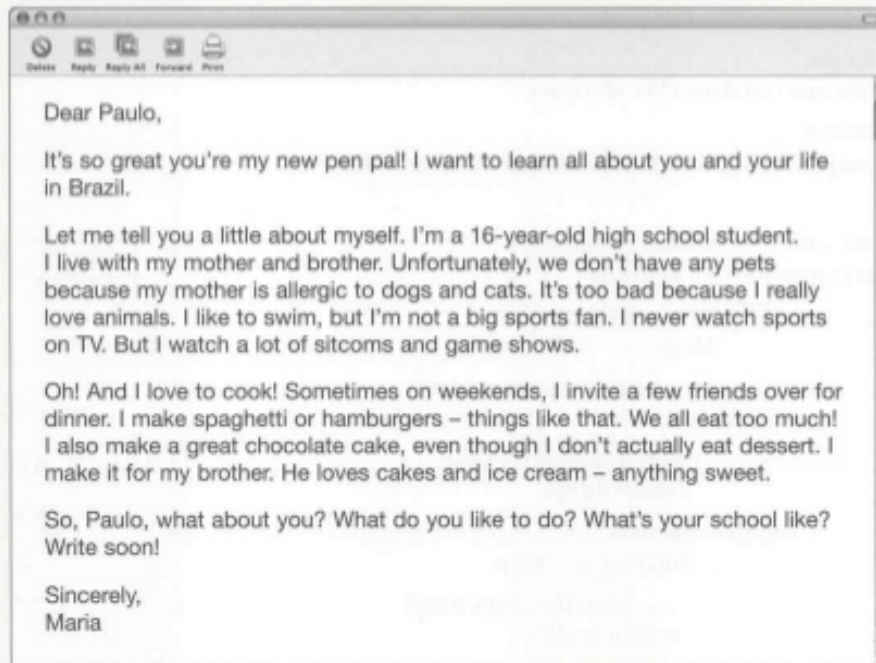 Delete Reply Reply All Forward Print
Dear Paulo,
It's so great you're my new pen pal! I want to learn all about you and your life
in Brazil.
Let me tell you a little about myself. I'm a 16-year-old high school student.
I live with my mother and brother. Unfortunately, we don't have any pets
because my mother is allergic to dogs and cats. It's too bad because I really
love animals. I like to swim, but I'm not a big sports fan. I never watch sports
on TV. But I watch a lot of sitcoms and game shows.
Oh! And I love to cook! Sometimes on weekends, I invite a few friends over for
dinner. I make spaghetti or hamburgers – things like that. We all eat too much!
I also make a great chocolate cake, even though I don't actually eat dessert. I
make it for my brother. He loves cakes and ice cream – anything sweet.
So, Paulo, what about you? What do you like to do? What's your school like?
Write soon!
Sincerely,
Maria